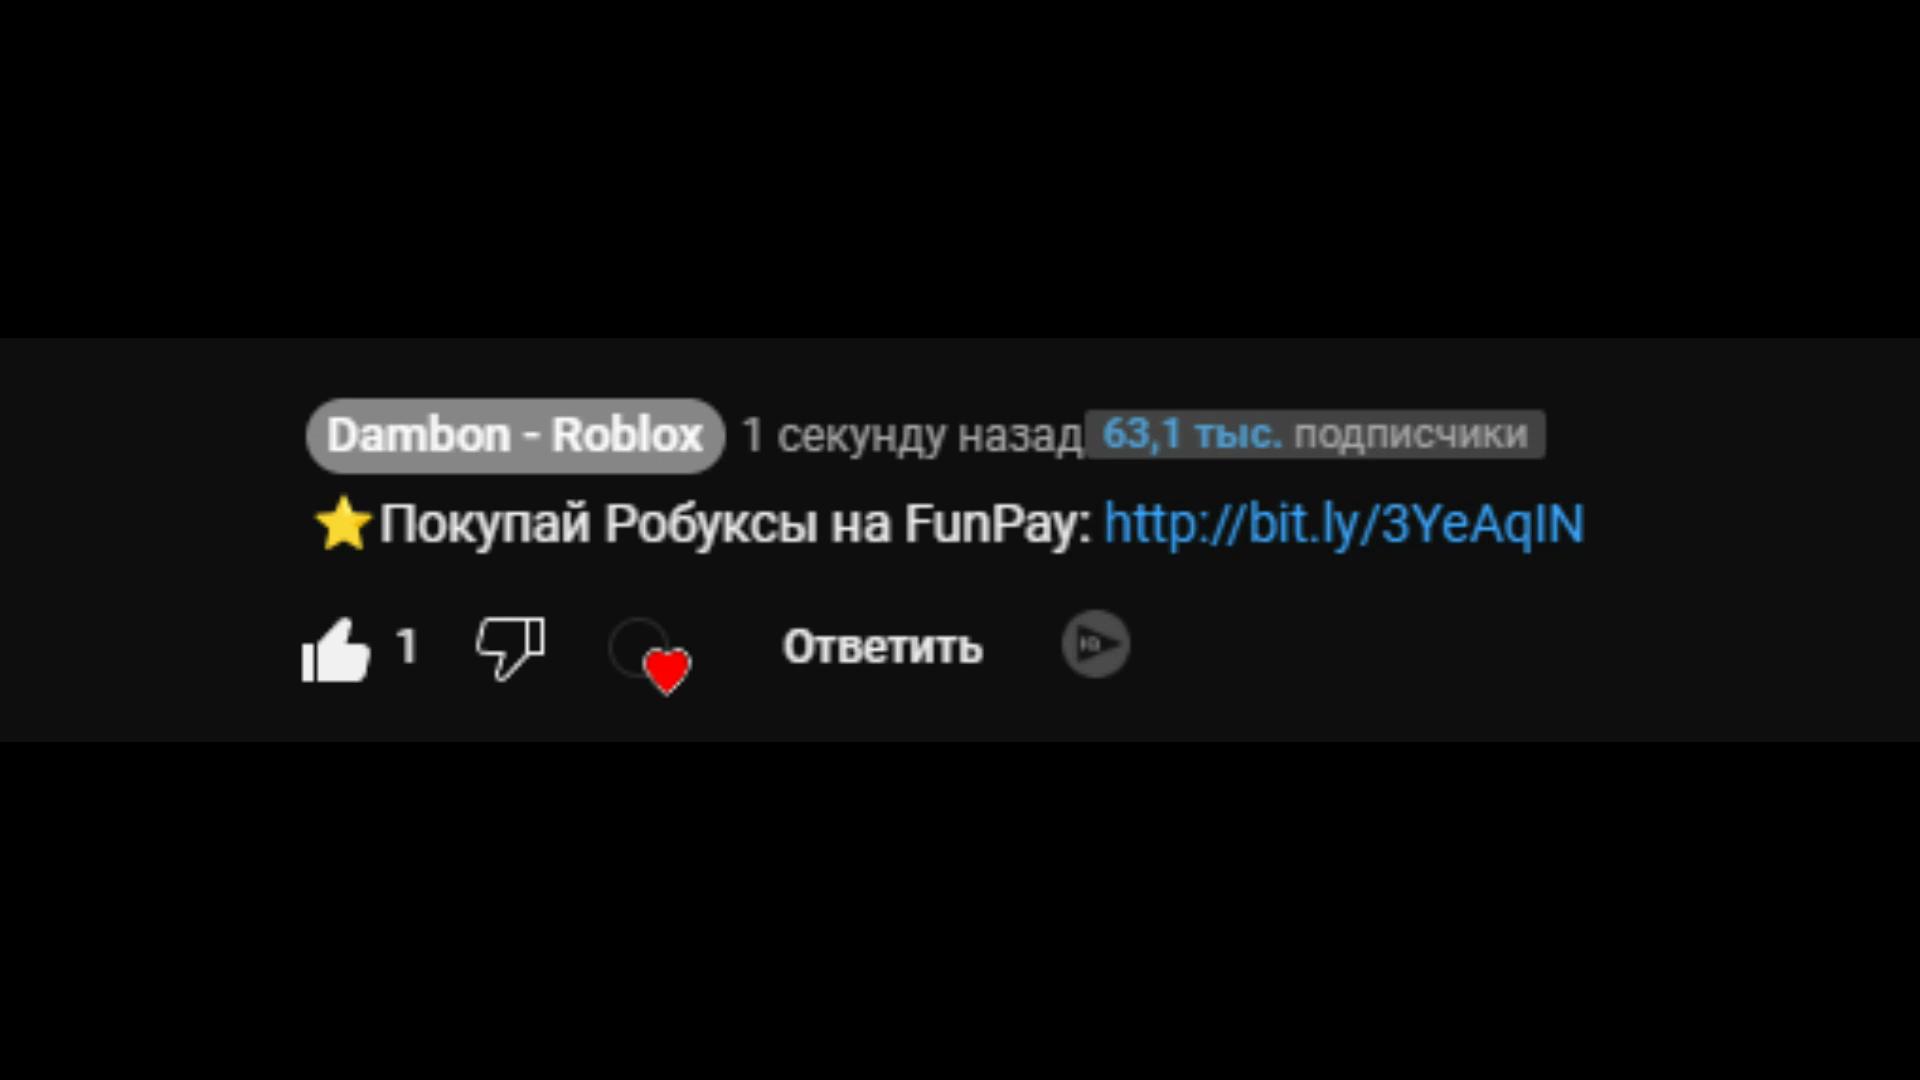 Dambon - Roblox 1 секунду назад 63,1 тыс. подписчики
⭐Покупай Робуксы на FunPay: http://bit.ly/3YeAqIN
1 Ответить